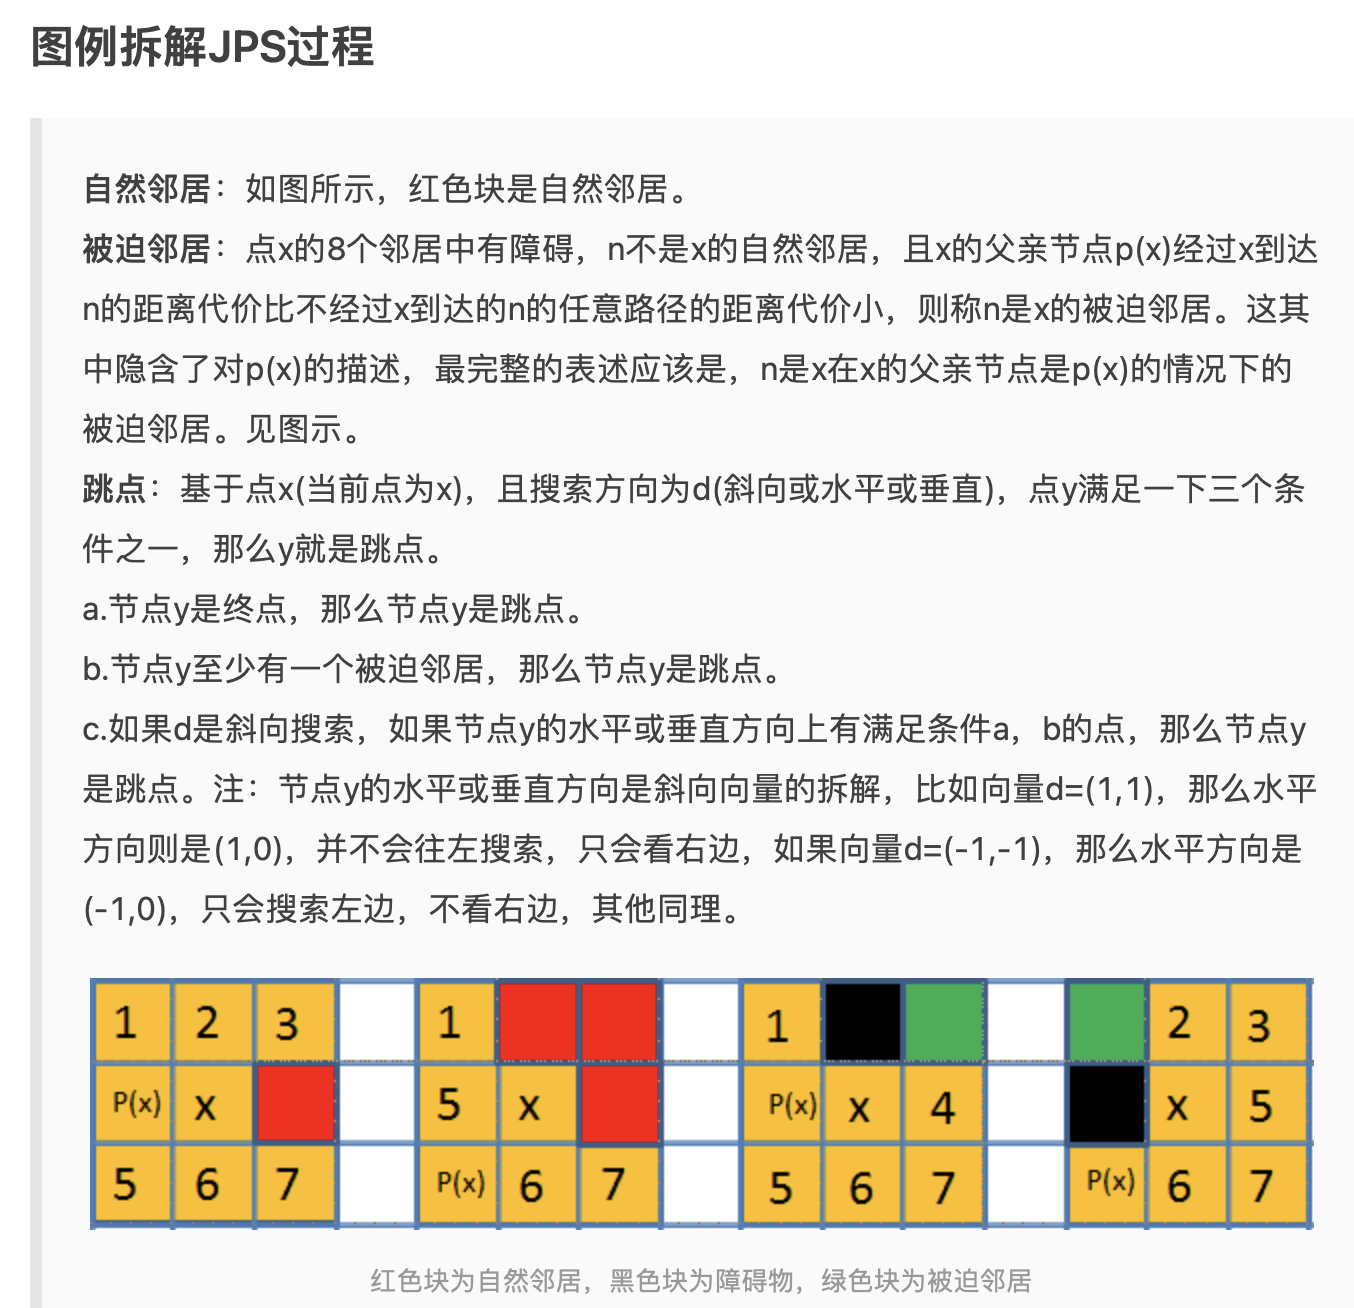 图例拆解JPS过程
自然邻居：如图所示，红色块是自然邻居。
被迫邻居：点x的8个邻居中有障碍，n不是x的自然邻居，且x的父亲节点p(x)经过x到达
n的距离代价比不经过x到达的n的任意路径的距离代价小，则称n是x的被迫邻居。这其
中隐含了对p(x)的描述，最完整的表述应该是，n是x在x的父亲节点是p(x)的情况下的
被迫邻居。见图示。
跳点：基于点x(当前点为x)，且搜索方向为d(斜向或水平或垂直)，点y满足一下三个条
件之一，那么y就是跳点。
a.节点y是终点，那么节点y是跳点。
b.节点y至少有一个被迫邻居，那么节点y是跳点。
c.如果d是斜向搜索，如果节点y的水平或垂直方向上有满足条件a，b的点，那么节点y
是跳点。注：节点y的水平或垂直方向是斜向向量的拆解，比如向量d=(1,1)，那么水平
方向则是(1,0)，并不会往左搜索，只会看右边，如果向量d=(-1,-1)，那么水平方向是
(-1,0)，只会搜索左边，不看右边，其他同理。
1 2 3 1 1 2 3
P(x) x 5 x P(x) x 4 x 5
5 6 7 P(x) 6 7 5 6 7 P(x) 6 7
红色块为自然邻居，黑色块为障碍物，绿色块为被迫邻居